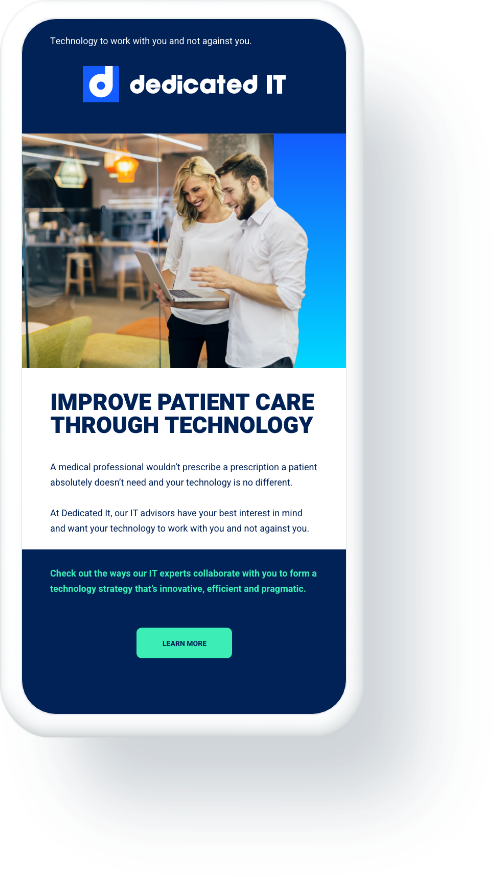 Technology to work with you and not against you.
d dedicated IT
IMPROVE PATIENT CARE
THROUGH TECHNOLOGY
A medical professional wouldn't prescribe a prescription a patient
absolutely doesn't need and your technology is no different.
At Dedicated It, our IT advisors have your best interest in mind
and want your technology to work with you and not against you.
Check out the ways our IT experts collaborate with you to form a
technology strategy that's innovative, efficient and pragmatic.
LEARN MORE